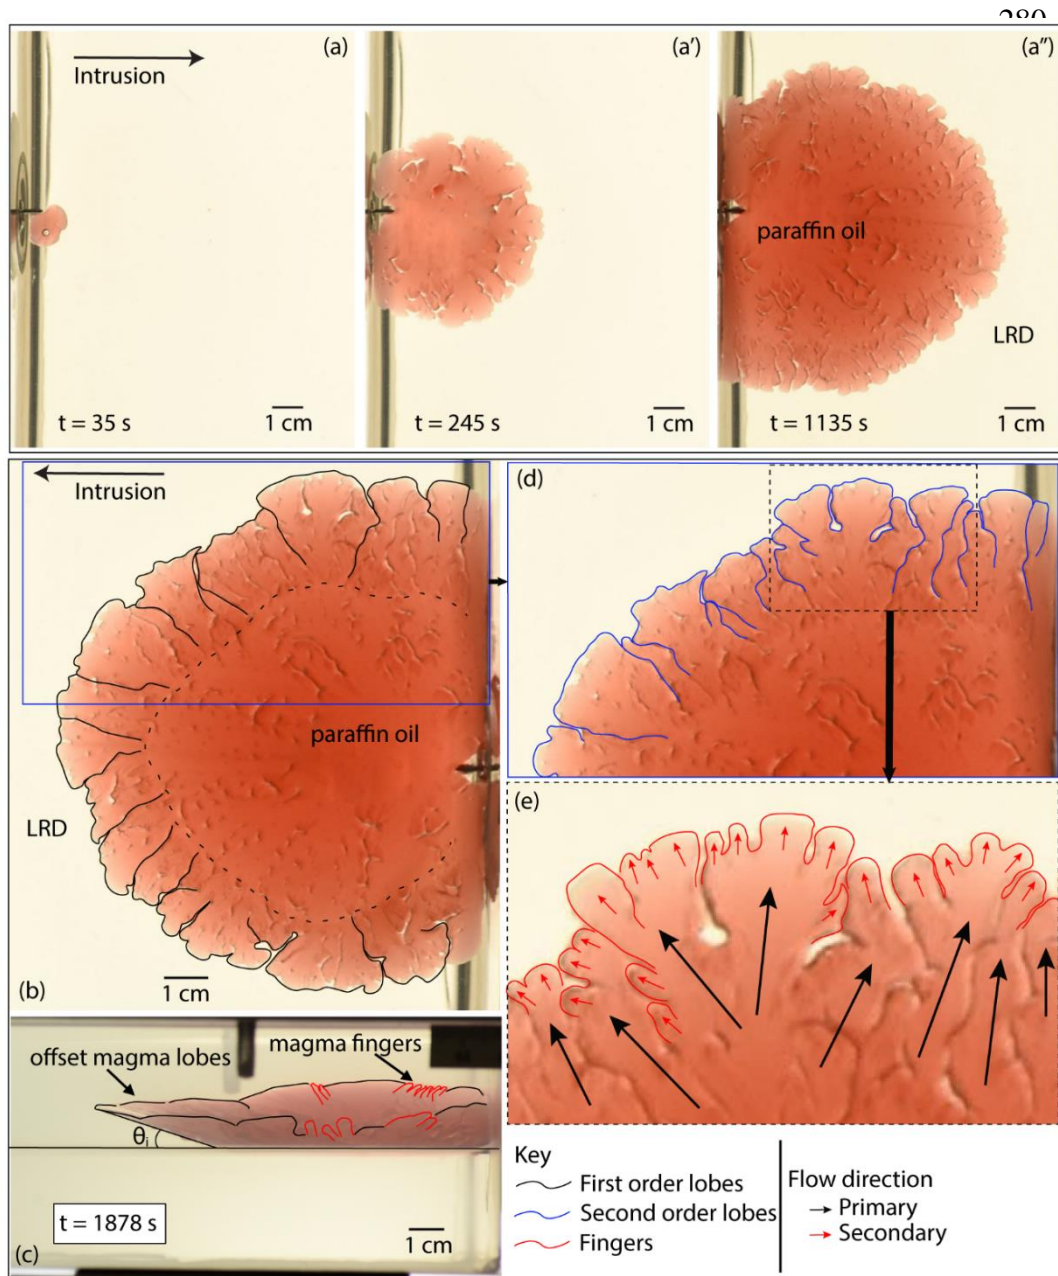 (a)
(a')
(a'')
Intrusion
paraffin oil
LRD
t = 35 s
1 cm
t = 245 s
1 cm
t = 1135 s
1 cm
Intrusion
(d)
paraffin oil
LRD
(e)
(b)
1 cm
offset magma lobes
magma fingers
θi
t = 1878 s
1 cm
(c)
Key
First order lobes
Second order lobes
Fingers
Flow direction
Primary
Secondary